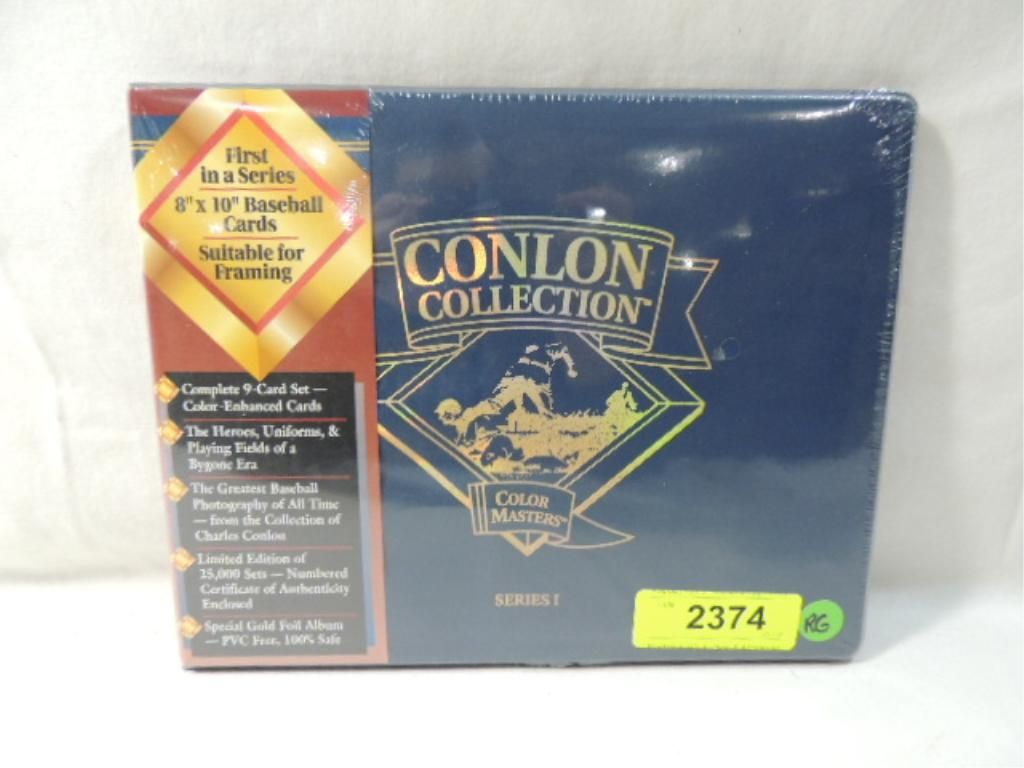 First
in a Series
8" x 10" Baseball
Cards
Suitable for
Framing
Complete 9-Card Set —
Color-Enhanced Cards
The Heroes, Uniforms, &
Playing Fields of a
Bygone Era
The Greatest Baseball
Photography of All Time
— from the Collection of
Charles Conlon
Limited Edition of
25,000 Sets — Numbered
Certificate of Authenticity
Enclosed
Special Gold Foil Album
— PVC Free, 100% Safe
CONLON
COLLECTION™
COLOR
MASTERS™
SERIES I
2374
RG